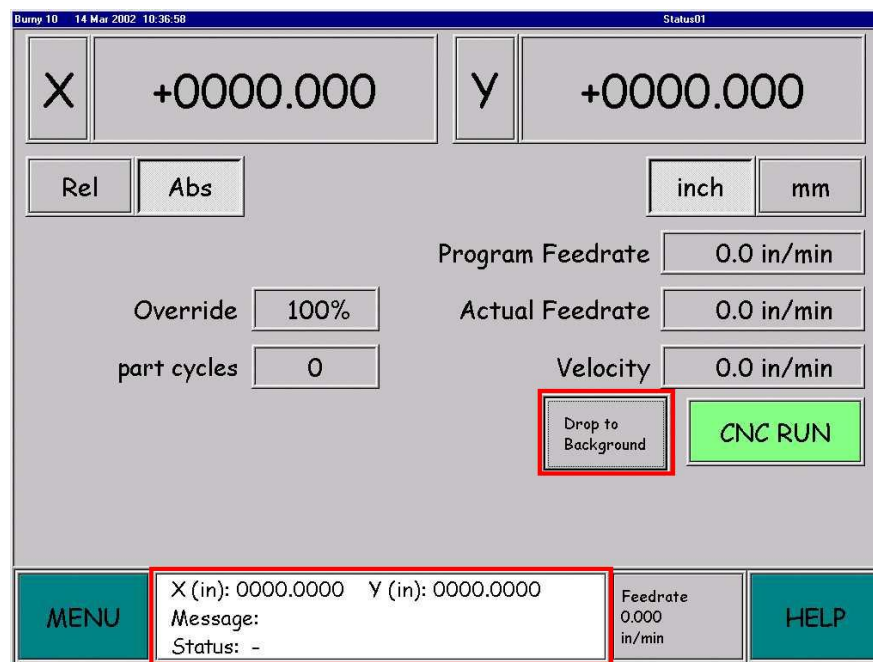 Burny 10 14 Mar 2002 10:36:58 Status01
X +0000.000 Y +0000.000
Rel Abs inch mm
Program Feedrate 0.0 in/min
Override 100% Actual Feedrate 0.0 in/min
part cycles 0 Velocity 0.0 in/min
Drop to
Background
CNC RUN
MENU
X (in): 0000.0000 Y (in): 0000.0000
Message:
Status: -
Feedrate
0.000
in/min
HELP